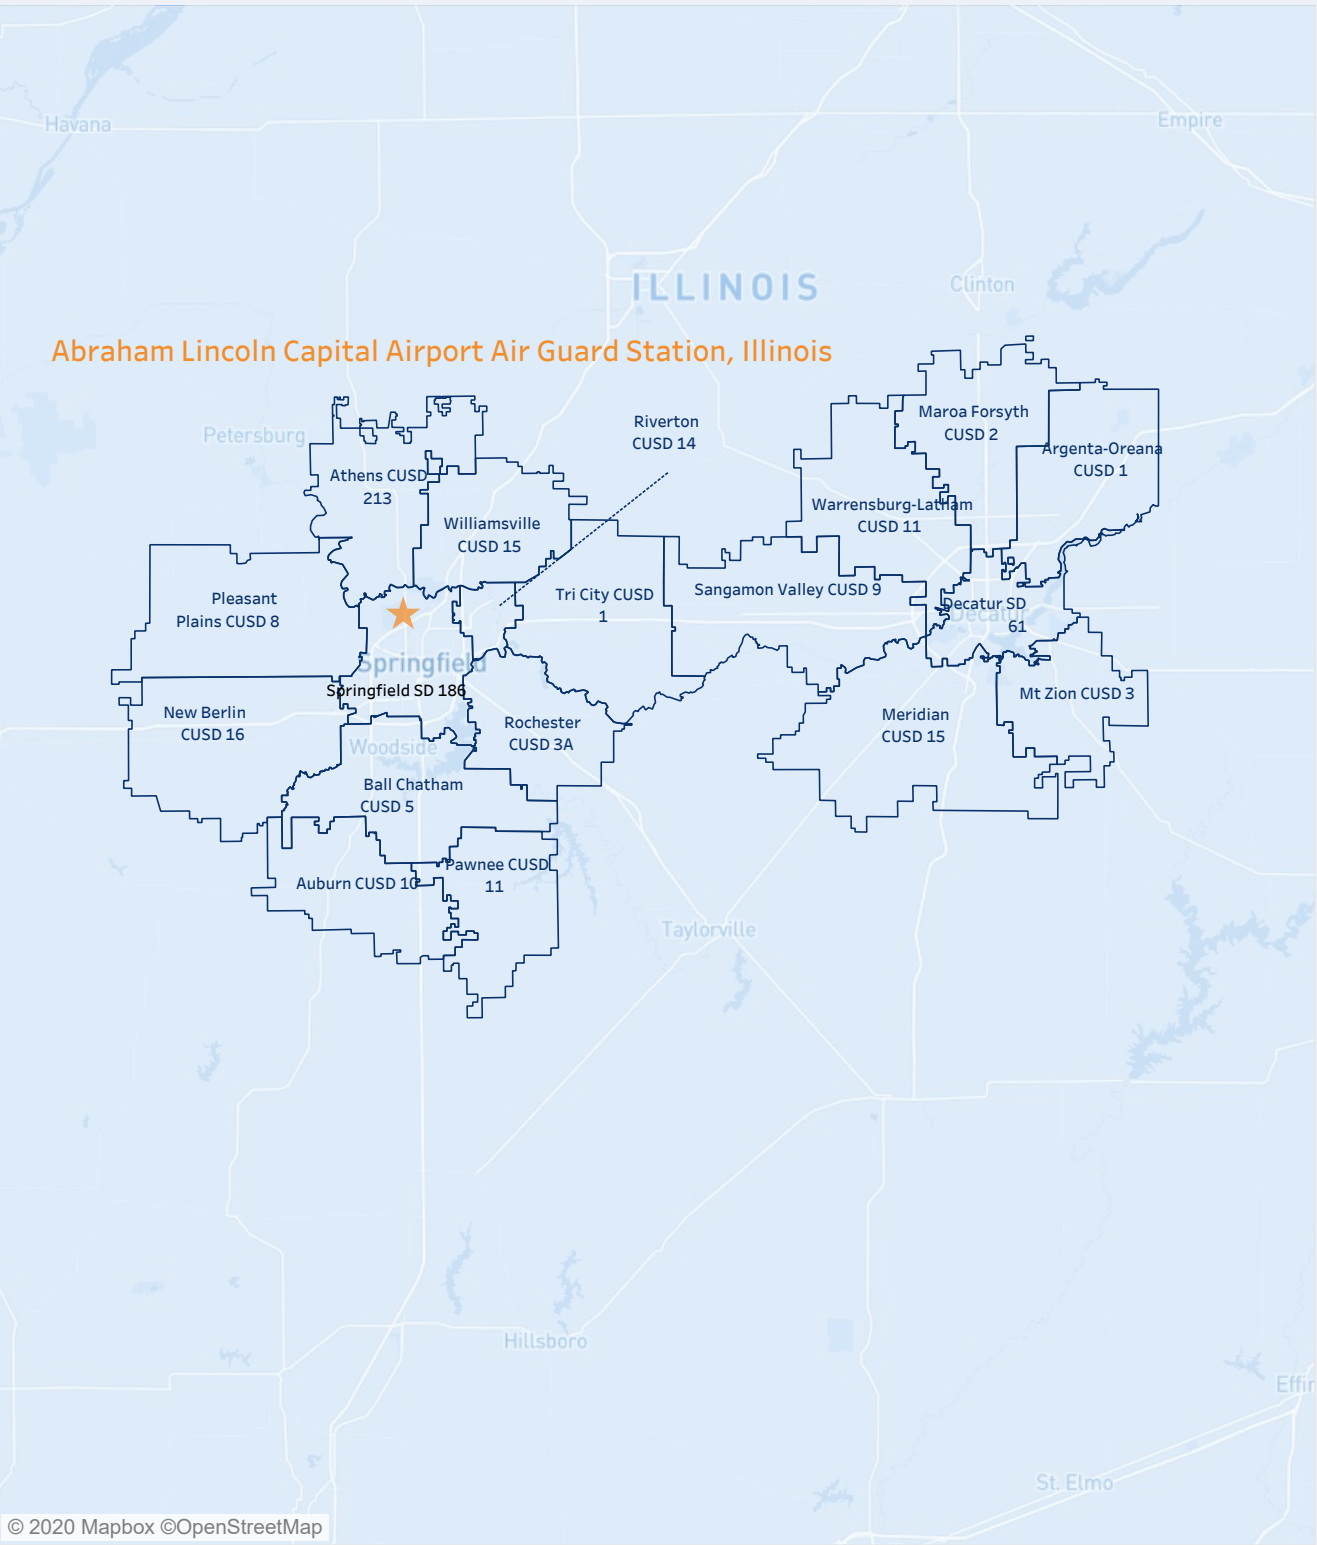 Havana
Empire
ILLINOIS
Clinton
Abraham Lincoln Capital Airport Air Guard Station, Illinois
Petersburg
Riverton
CUSD 14
Maroa Forsyth
CUSD 2
Argenta-Oreana
CUSD 1
Athens CUSD
213
Warrensburg-Latham
CUSD 11
Williamsville
CUSD 15
Pleasant
Plains CUSD 8
Tri City CUSD
1
Sangamon Valley CUSD 9
Decatur SD
61
Decatur
Springfield
Springfield SD 186
Mt Zion CUSD 3
New Berlin
CUSD 16
Rochester
CUSD 3A
Meridian
CUSD 15
Woodside
Ball Chatham
CUSD 5
Auburn CUSD 10
Pawnee CUSD
11
Taylorville
Hillsboro
Effin
St. Elmo
© 2020 Mapbox ©OpenStreetMap